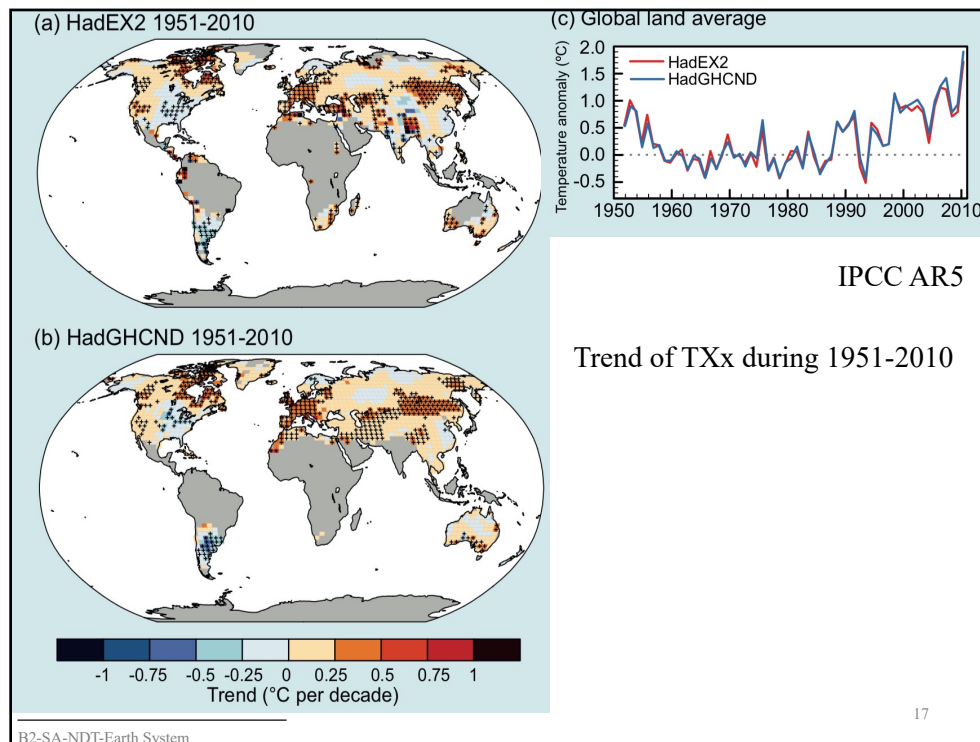 (a) HadEX2 1951-2010
(c) Global land average
Temperature anomaly (°C)
2.0
1.5
1.0
0.5
0.0
-0.5
HadEX2
HadGHCND
1950 1960 1970 1980 1990 2000 2010
IPCC AR5
Trend of TXx during 1951-2010
(b) HadGHCND 1951-2010
-1 -0.75 -0.5 -0.25 0 0.25 0.5 0.75 1
Trend (°C per decade)
17
B2-SA-NDT-Earth System